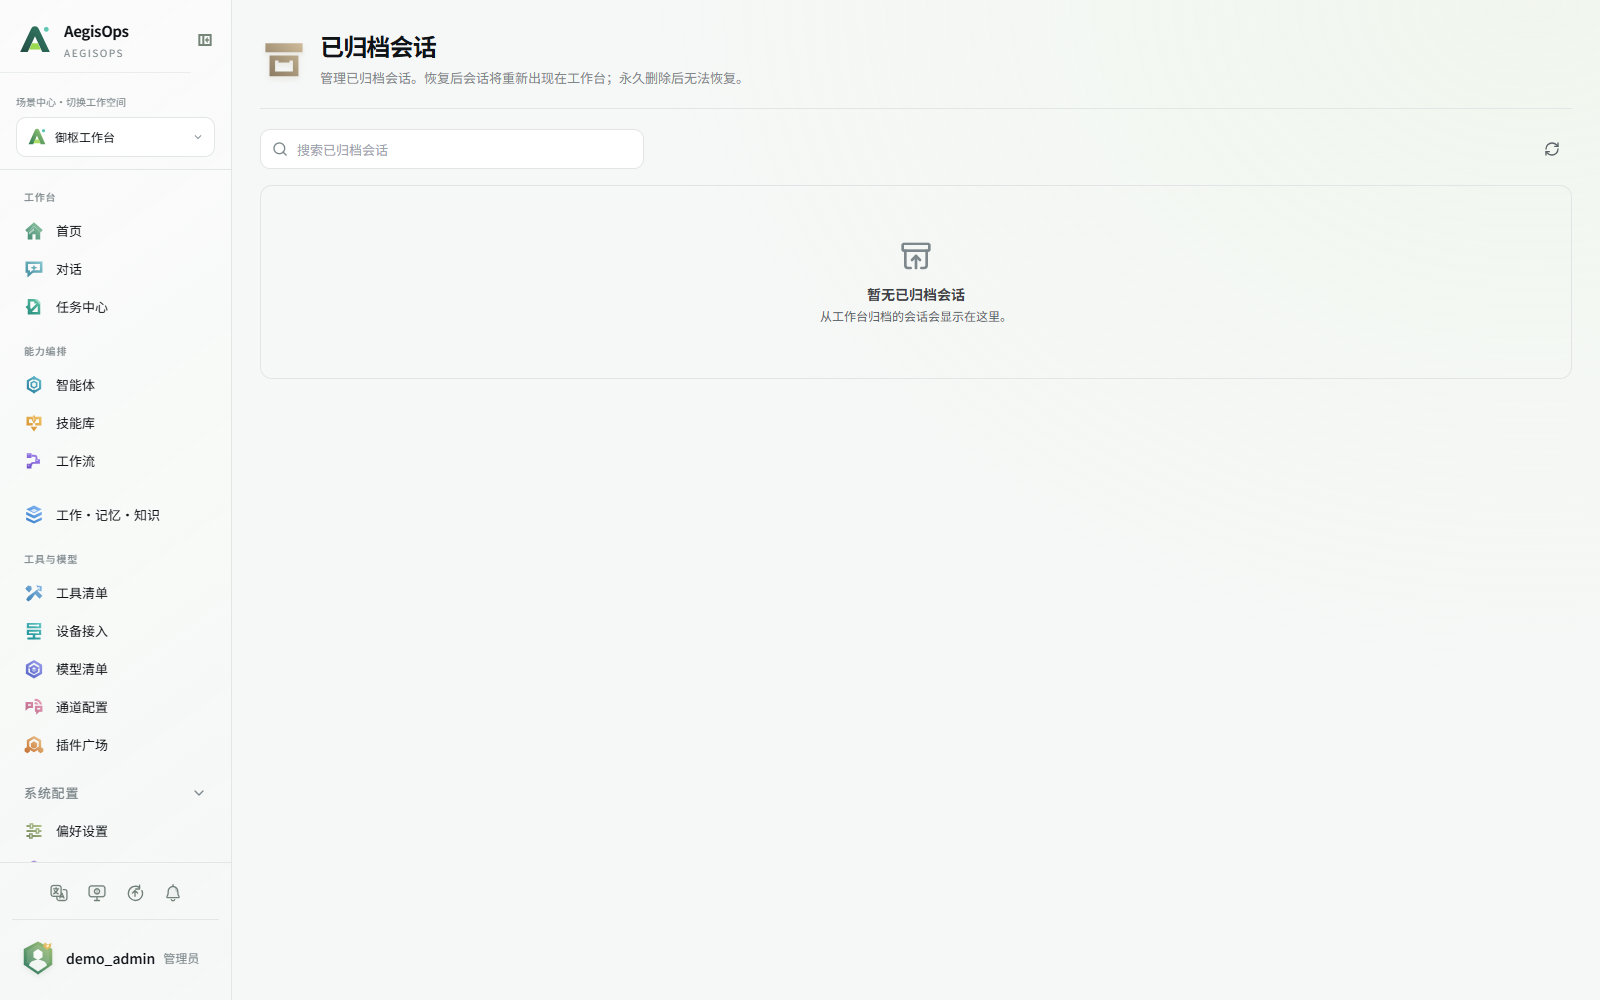 AegisOps
AEGISOPS
场景中心·切换工作空间
御枢工作台
工作台
首页
对话
任务中心
能力编排
智能体
技能库
工作流
工作·记忆·知识
工具与模型
工具清单
设备接入
模型清单
通道配置
插件广场
系统配置
偏好设置
demo_admin 管理员
已归档会话
管理已归档会话。恢复后会话将重新出现在工作台；永久删除后无法恢复。
搜索已归档会话
暂无已归档会话
从工作台归档的会话会显示在这里。